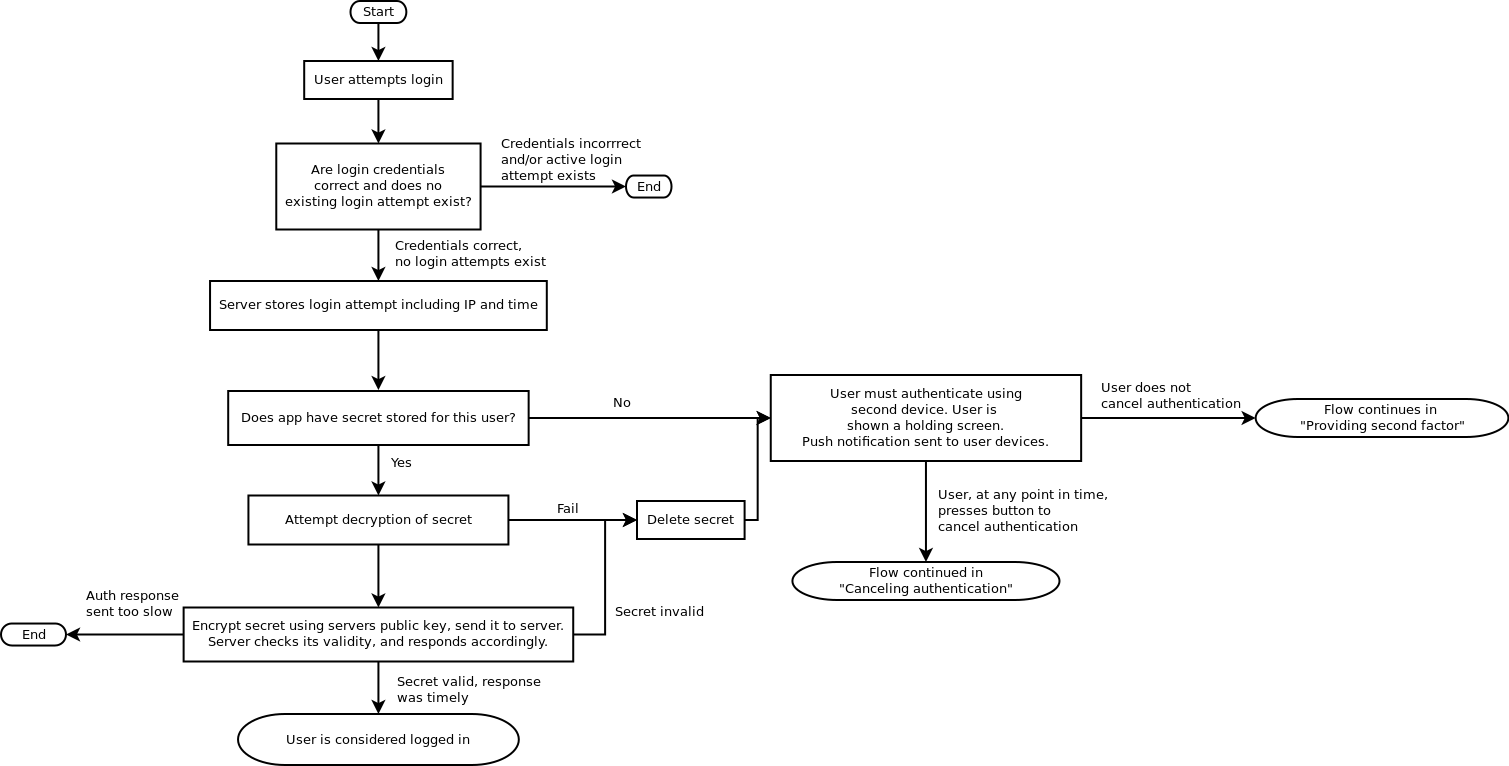 Start
User attempts login
Are login credentials
correct and does no
existing login attempt exist?
Credentials incorrrect
and/or active login
attempt exists
End
Credentials correct,
no login attempts exist
Server stores login attempt including IP and time
Does app have secret stored for this user?
No
User must authenticate using
second device. User is
shown a holding screen.
Push notification sent to user devices.
User does not
cancel authentication
Flow continues in
"Providing second factor"
Yes
Attempt decryption of secret
Fail
Delete secret
User, at any point in time,
presses button to
cancel authentication
Flow continued in
"Canceling authentication"
Auth response
sent too slow
End
Encrypt secret using servers public key, send it to server.
Server checks its validity, and responds accordingly.
Secret invalid
Secret valid, response
was timely
User is considered logged in